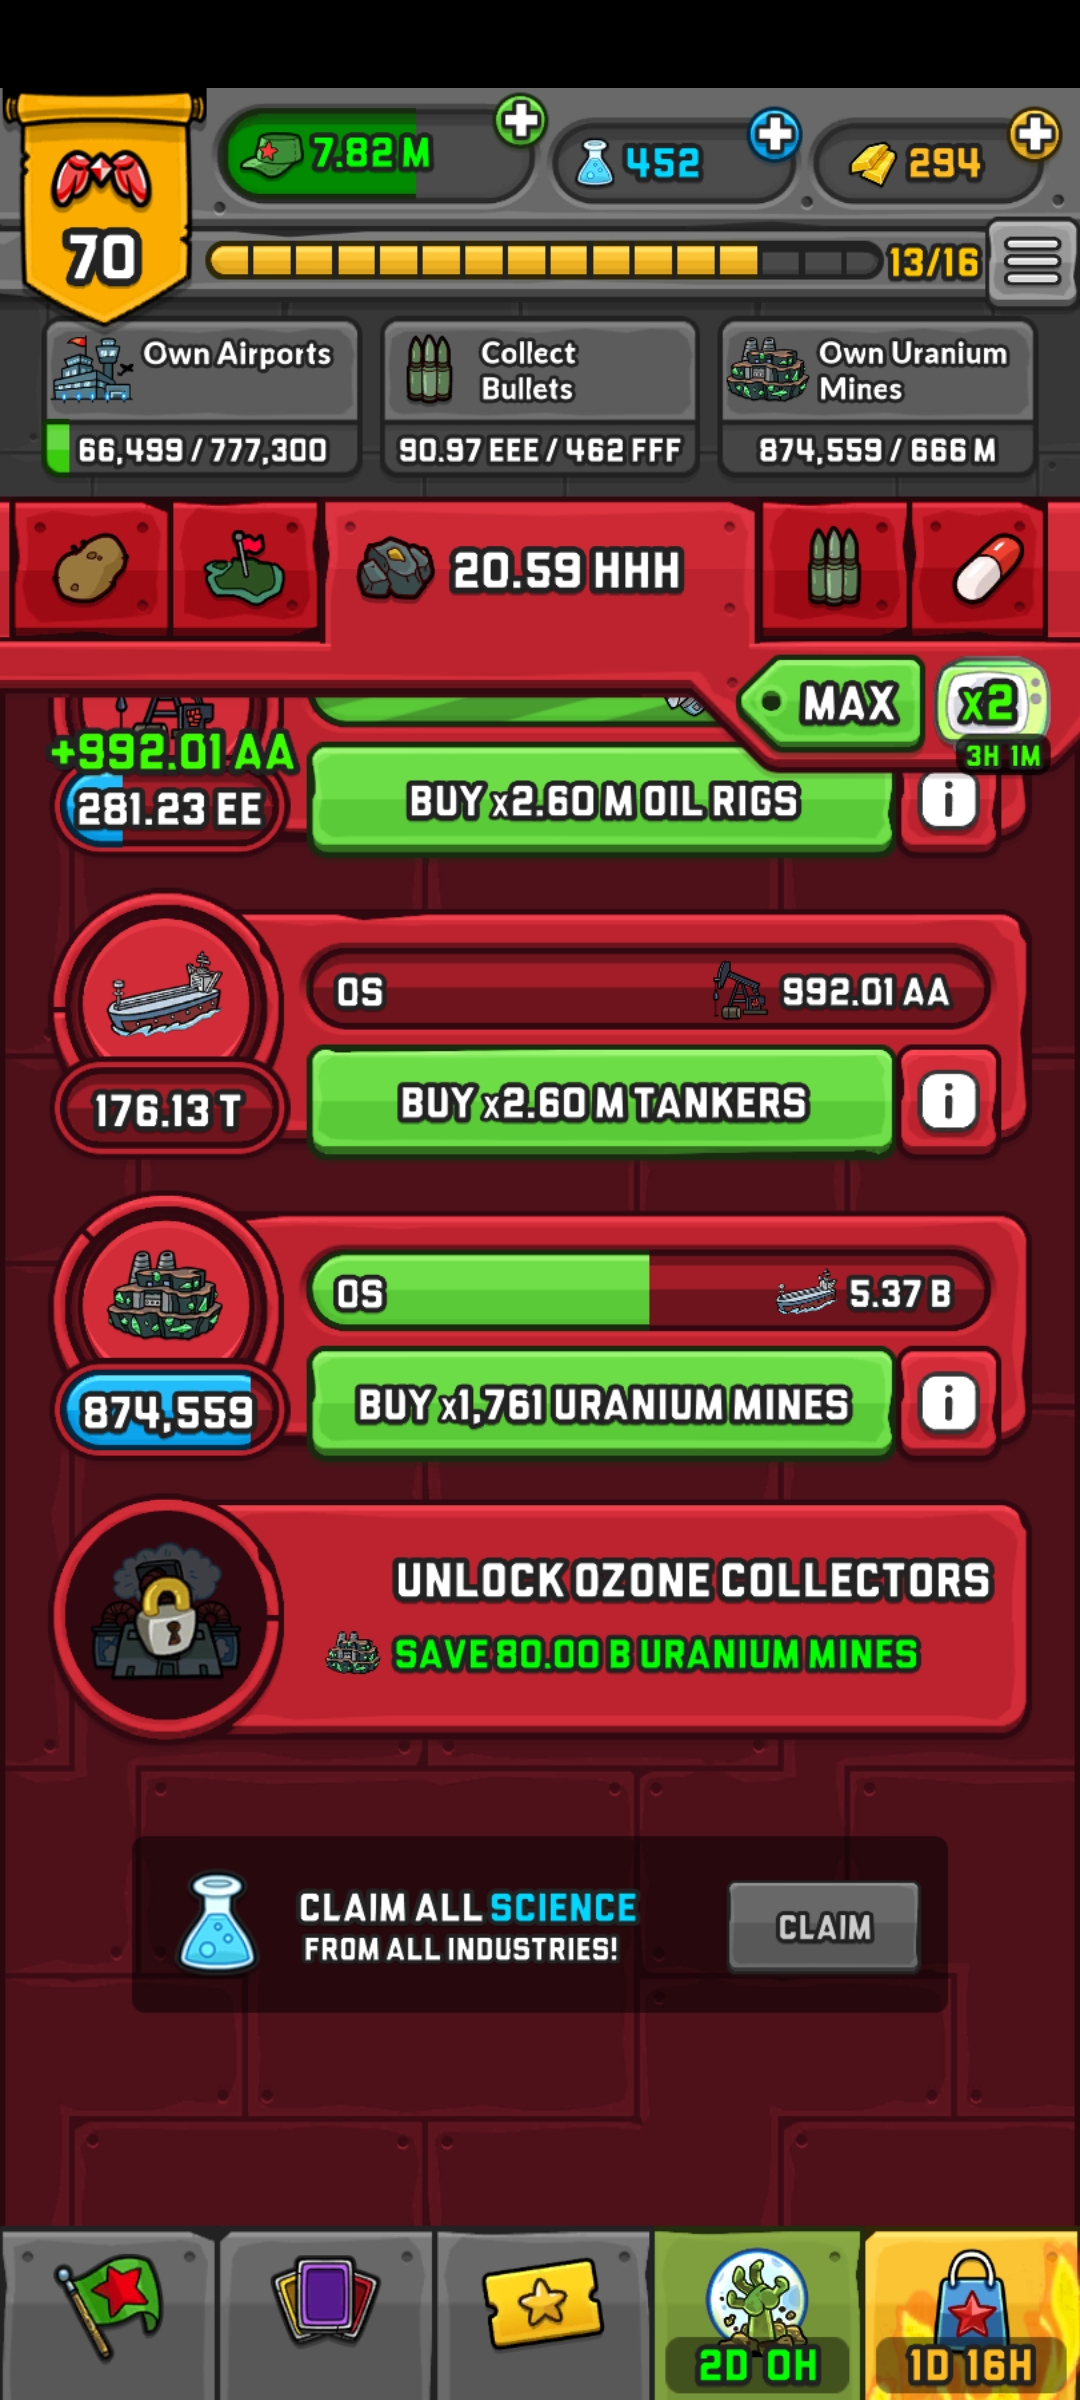 7.82 M
452
294
70
13/16
Own Airports
66,499 / 777,300
Collect
Bullets
90.97 EEE / 462 FFF
Own Uranium
Mines
874,559 / 666 M
20.59 HHH
MAX
x2
3H 1M
+992.01 AA
281.23 EE
BUY x2.60 M OIL RIGS
i
0S
992.01 AA
176.13 T
BUY x2.60 M TANKERS
i
0S
5.37 B
874,559
BUY x1,761 URANIUM MINES
i
UNLOCK OZONE COLLECTORS
SAVE 80.00 B URANIUM MINES
CLAIM ALL SCIENCE
FROM ALL INDUSTRIES!
CLAIM
2D 0H
1D 16H